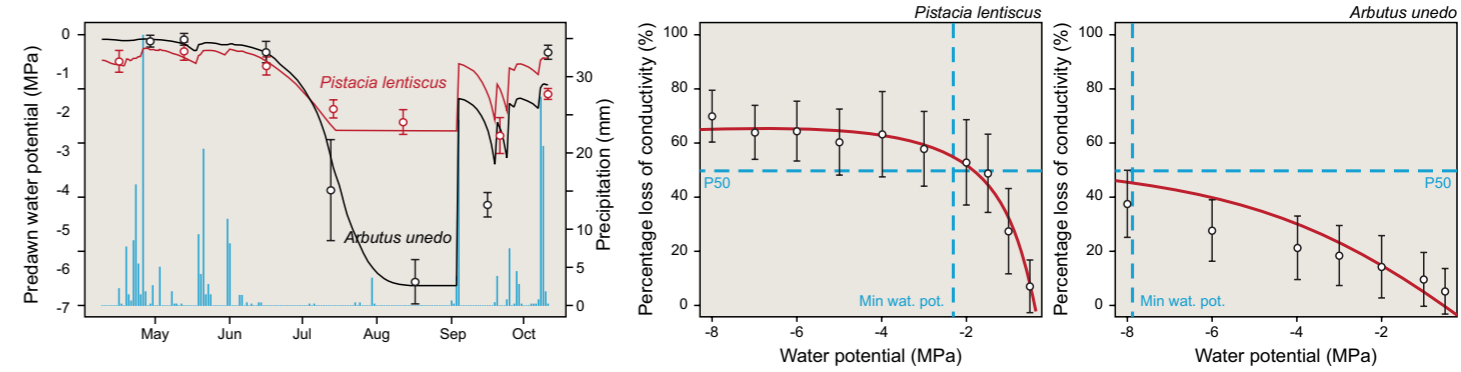 Predawn water potential (MPa)
0
-1
-2
-3
-4
-5
-6
-7
Pistacia lentiscus
Arbutus unedo
May Jun Jul Aug Sep Oct
30
20
10
5
0
Precipitation (mm)
Pistacia lentiscus
Percentage loss of conductivity (%)
100
80
60
40
20
0
P50
Min wat. pot.
-8 -6 -4 -2
Water potential (MPa)
Arbutus unedo
Percentage loss of conductivity (%)
100
80
60
40
20
0
P50
Min wat. pot.
-8 -6 -4 -2
Water potential (MPa)